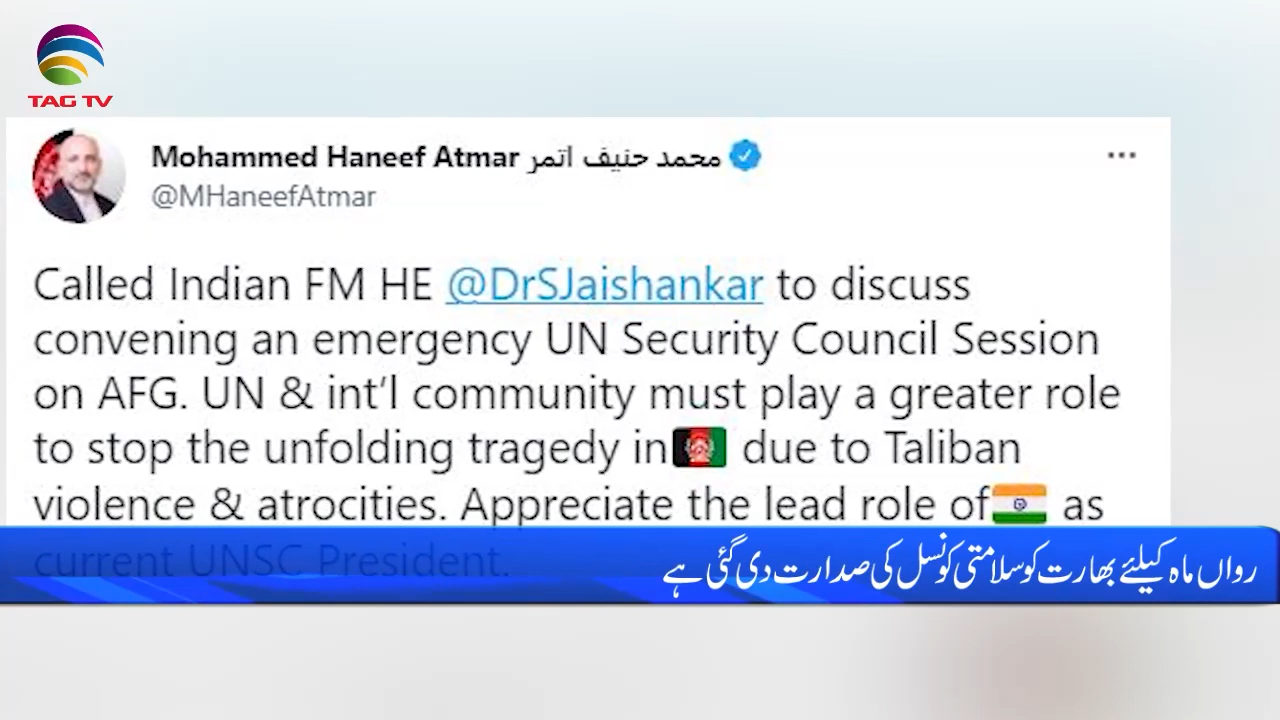 TAG TV
Mohammed Haneef Atmar محمد حنیف اتمر
@MHaneefAtmar
Called Indian FM HE @DrSJaishankar to discuss
convening an emergency UN Security Council Session
on AFG. UN & int'l community must play a greater role
to stop the unfolding tragedy in🇦🇫 due to Taliban
violence & atrocities. Appreciate the lead role of🇮🇳 as
current UNSC President.
رواں ماہ کیلئے بھارت کو سلامتی کونسل کی صدارت دی گئی ہے